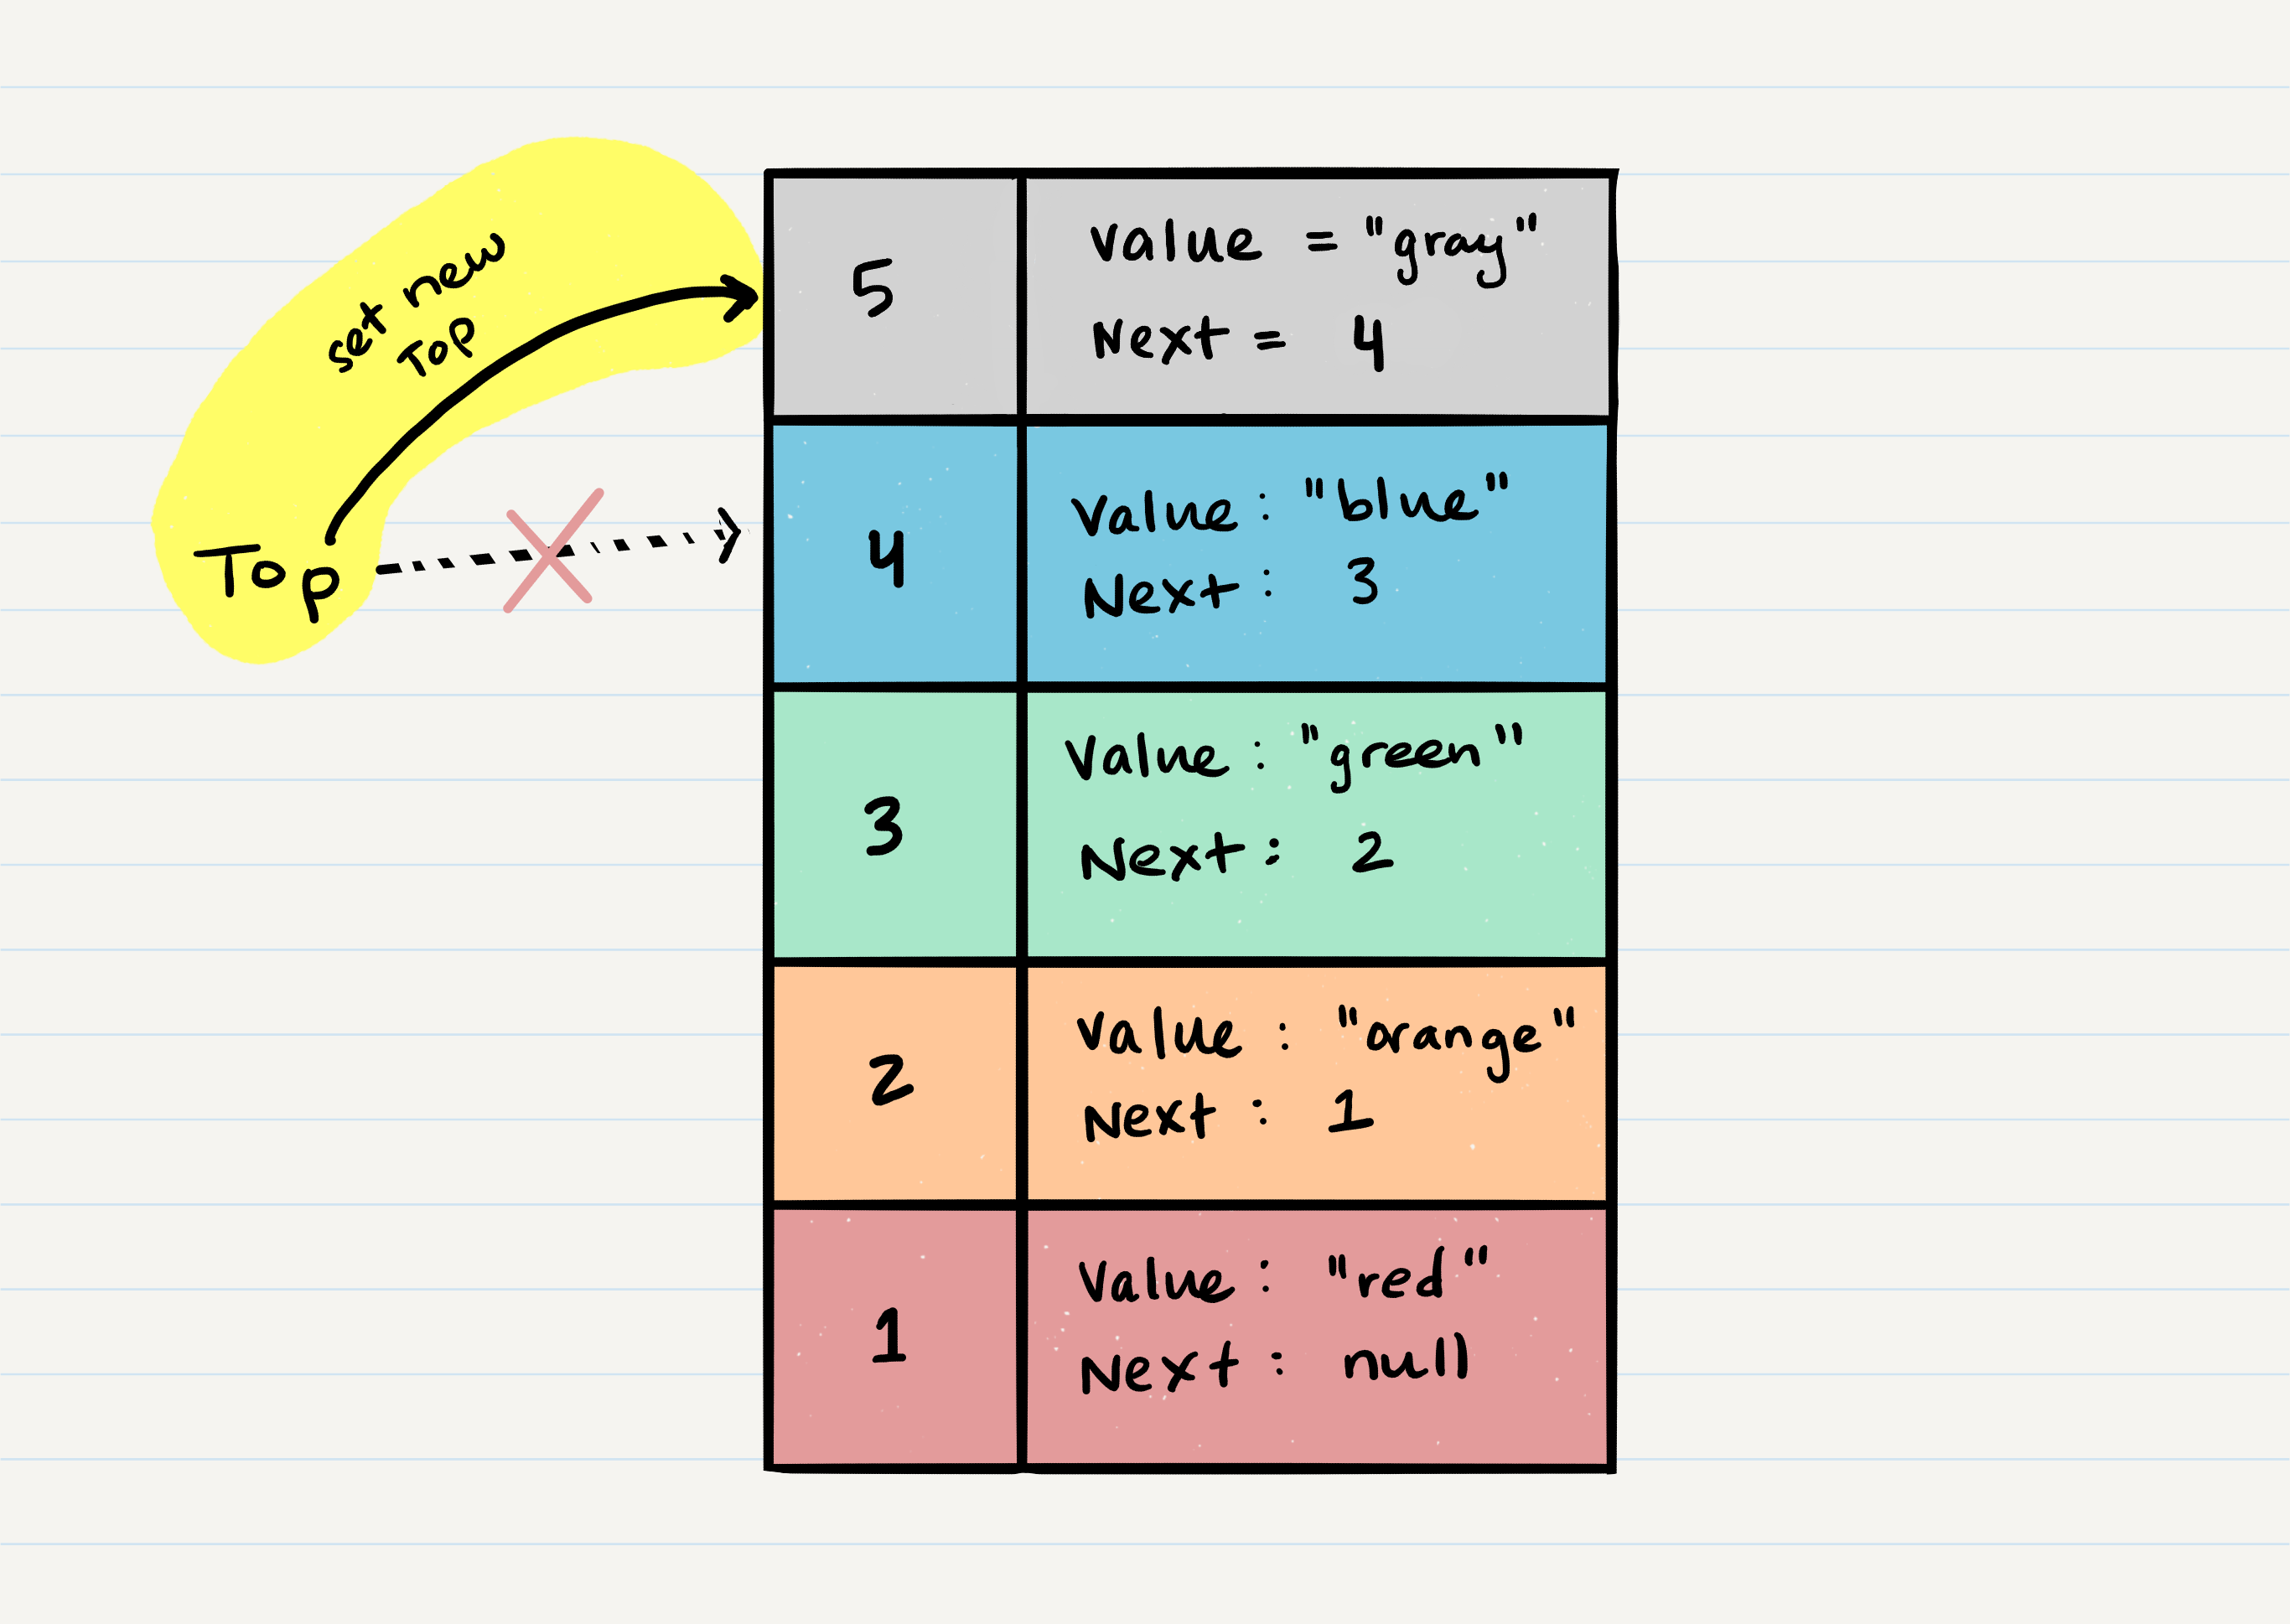 set new
Top
Top
5
Value = "gray"
Next = 4
4
Value : "blue"
Next : 3
3
Value : "green"
Next : 2
2
Value : "orange"
Next : 1
1
Value : "red"
Next : null